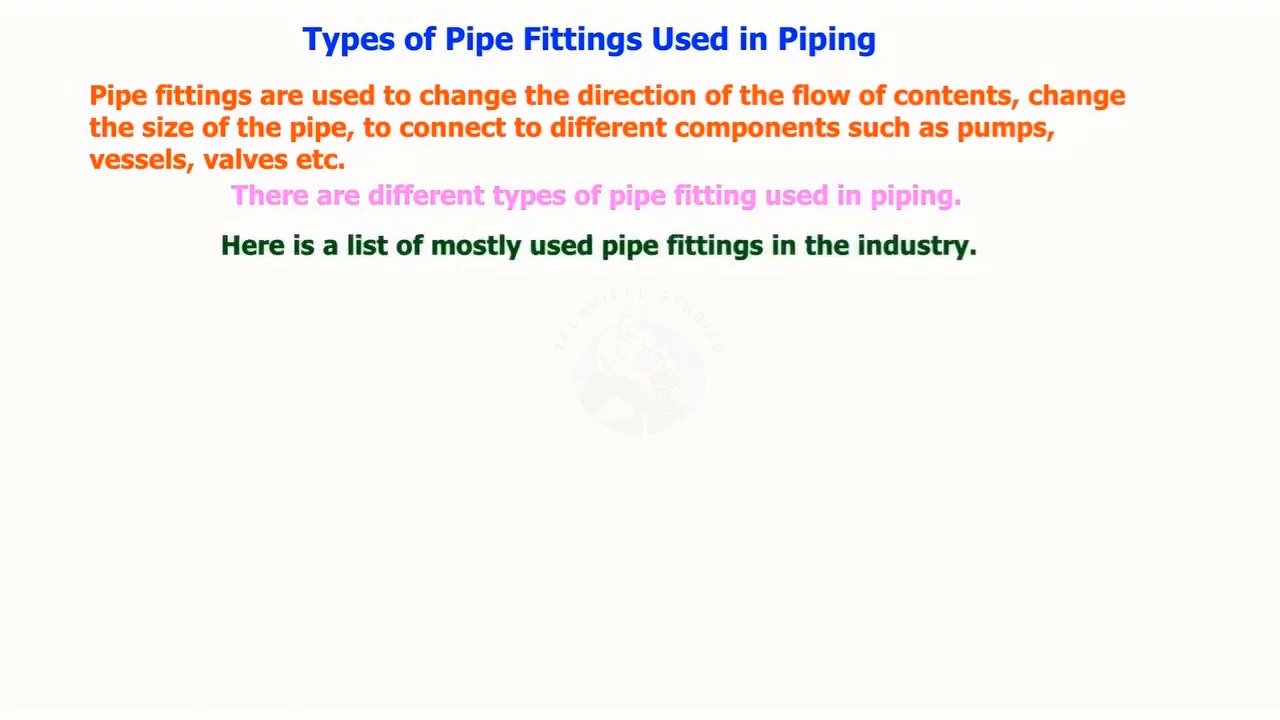 Types of Pipe Fittings Used in Piping
Pipe fittings are used to change the direction of the flow of contents, change
the size of the pipe, to connect to different components such as pumps,
vessels, valves etc.
There are different types of pipe fitting used in piping.
Here is a list of mostly used pipe fittings in the industry.
TECHNICAL STUDIES